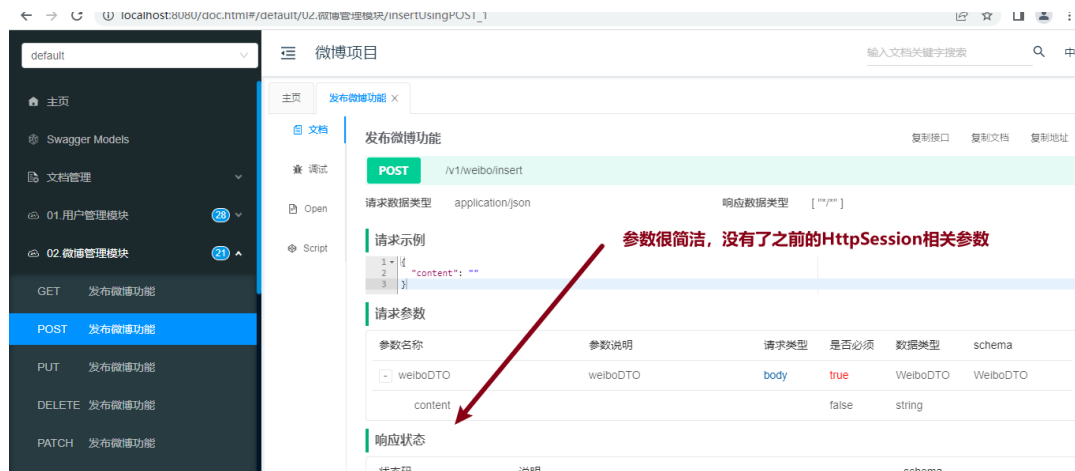 localhost:8080/doc.html#/default/02.微博管理模块/insertUsingPOST_1
default
微博项目
输入文档关键字搜索
中
主页
Swagger Models
文档管理
01.用户管理模块 28
02.微博管理模块 21
GET 发布微博功能
POST 发布微博功能
PUT 发布微博功能
DELETE 发布微博功能
PATCH 发布微博功能
主页 发布微博功能 ×
文档
调试
Open
Script
发布微博功能 复制接口 复制文档 复制地址
POST /v1/weibo/insert
请求数据类型 application/json 响应数据类型 [ "*/*" ]
参数很简洁，没有了之前的HttpSession相关参数
请求示例
1 {
2 "content": ""
3 }
请求参数
参数名称 参数说明 请求类型 是否必须 数据类型 schema
- weiboDTO weiboDTO body true WeiboDTO WeiboDTO
content false string
响应状态
状态码 说明 schema